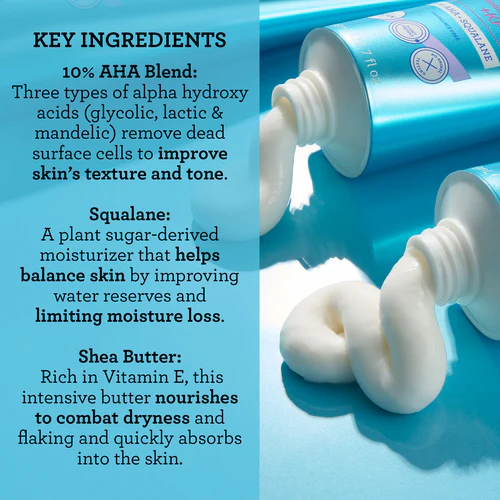 KEY INGREDIENTS
10% AHA Blend:
Three types of alpha hydroxy
acids (glycolic, lactic &
mandelic) remove dead
surface cells to improve
skin's texture and tone.
Squalane:
A plant sugar-derived
moisturizer that helps
balance skin by improving
water reserves and
limiting moisture loss.
Shea Butter:
Rich in Vitamin E, this
intensive butter nourishes
to combat dryness and
flaking and quickly absorbs
into the skin.
AHA + SQUALANE
7 fl oz